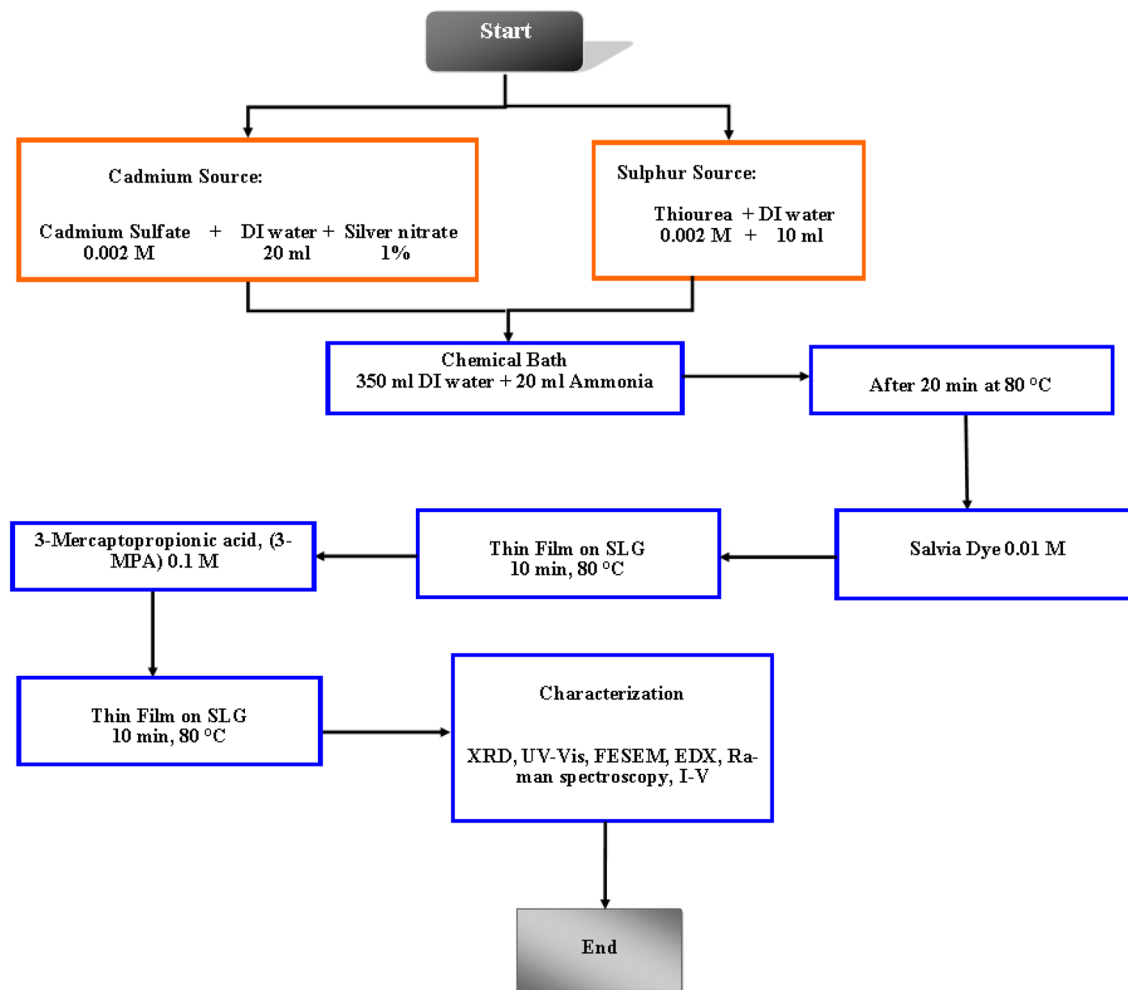 Start
Cadmium Source:
Cadmium Sulfate + DI water + Silver nitrate
0.002 M 20 ml 1%
Sulphur Source:
Thiourea + DI water
0.002 M + 10 ml
Chemical Bath
350 ml DI water + 20 ml Ammonia
After 20 min at 80 °C
Salvia Dye 0.01 M
Thin Film on SLG
10 min, 80 °C
3-Mercaptopropionic acid, (3-
MPA) 0.1 M
Thin Film on SLG
10 min, 80 °C
Characterization
XRD, UV-Vis, FESEM, EDX, Ra-
man spectroscopy, I-V
End